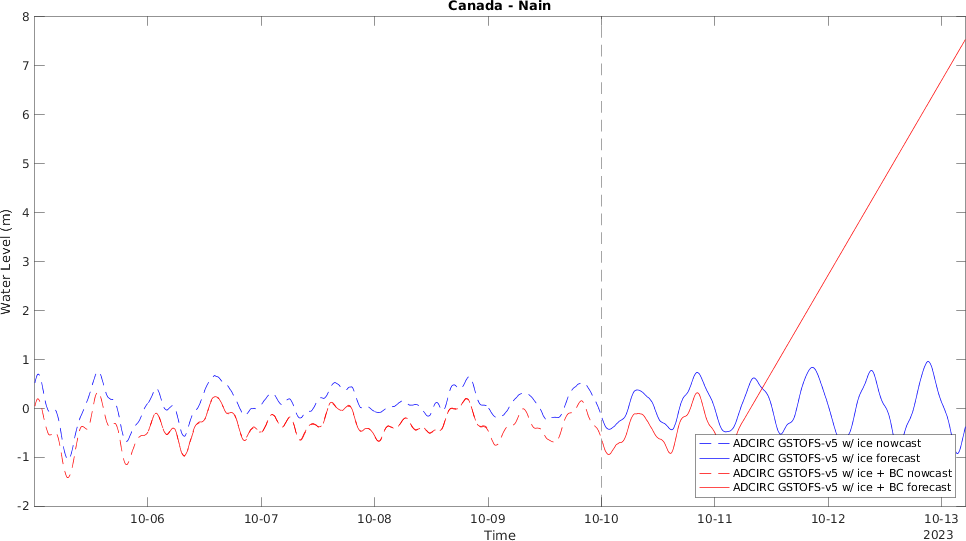 Canada - Nain
8
7
6
5
4
3
2
1
0
-1
-2
Water Level (m)
ADCIRC GSTOFS-v5 w/ ice nowcast
ADCIRC GSTOFS-v5 w/ ice forecast
ADCIRC GSTOFS-v5 w/ ice + BC nowcast
ADCIRC GSTOFS-v5 w/ ice + BC forecast
10-06 10-07 10-08 10-09 10-10 10-11 10-12 10-13
2023
Time